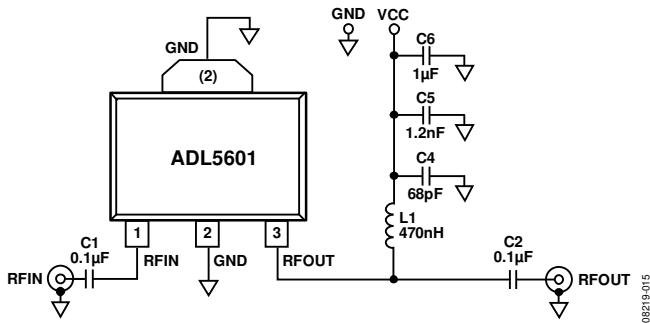 GND VCC
GND
C6
1µF
(2)
C5
1.2nF
ADL5601
C4
68pF
L1
470nH
1 2 3
C1
0.1µF
RFIN GND RFOUT
C2
0.1µF
RFIN
RFOUT
08219-015